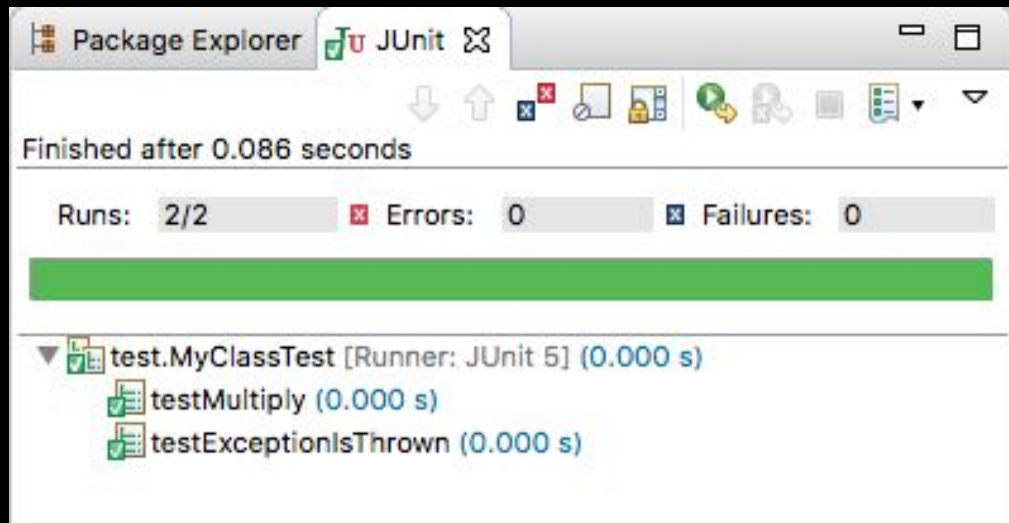 Package Explorer JUnit
Finished after 0.086 seconds
Runs: 2/2 Errors: 0 Failures: 0
test.MyClassTest [Runner: JUnit 5] (0.000 s)
testMultiply (0.000 s)
testExceptionIsThrown (0.000 s)